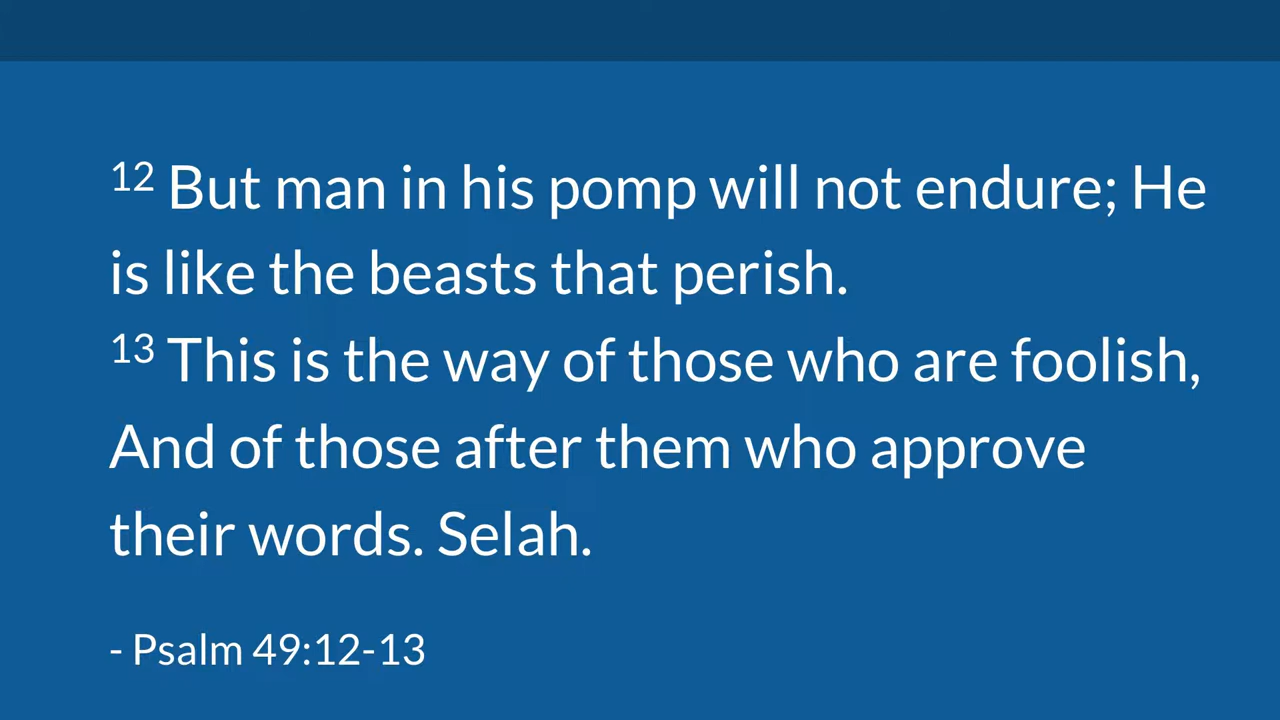 12 But man in his pomp will not endure; He
is like the beasts that perish.
13 This is the way of those who are foolish,
And of those after them who approve
their words. Selah.
- Psalm 49:12-13